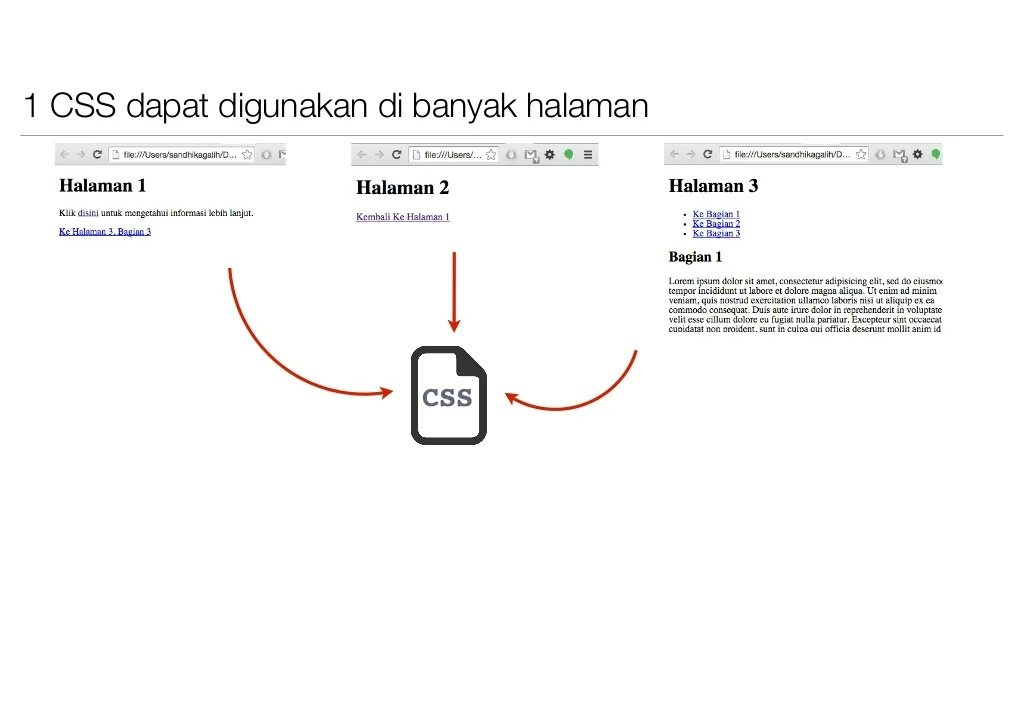 1 CSS dapat digunakan di banyak halaman
file:///Users/sandhikagalih/D...
Halaman 1
Klik disini untuk mengetahui informasi lebih lanjut.
Ke Halaman 3, Bagian 3
file:///Users/...
Halaman 2
Kembali Ke Halaman 1
file:///Users/sandhikagalih/D...
Halaman 3
Ke Bagian 1
Ke Bagian 2
Ke Bagian 3
Bagian 1
Lorem ipsum dolor sit amet, consectetur adipisicing elit, sed do eiusmo
tempor incididunt ut labore et dolore magna aliqua. Ut enim ad minim
veniam, quis nostrud exercitation ullamco laboris nisi ut aliquip ex ea
commodo consequat. Duis aute irure dolor in reprehenderit in voluptate
velit esse cillum dolore eu fugiat nulla pariatur. Excepteur sint occaecat
cupidatat non proident, sunt in culpa qui officia deserunt mollit anim id
CSS